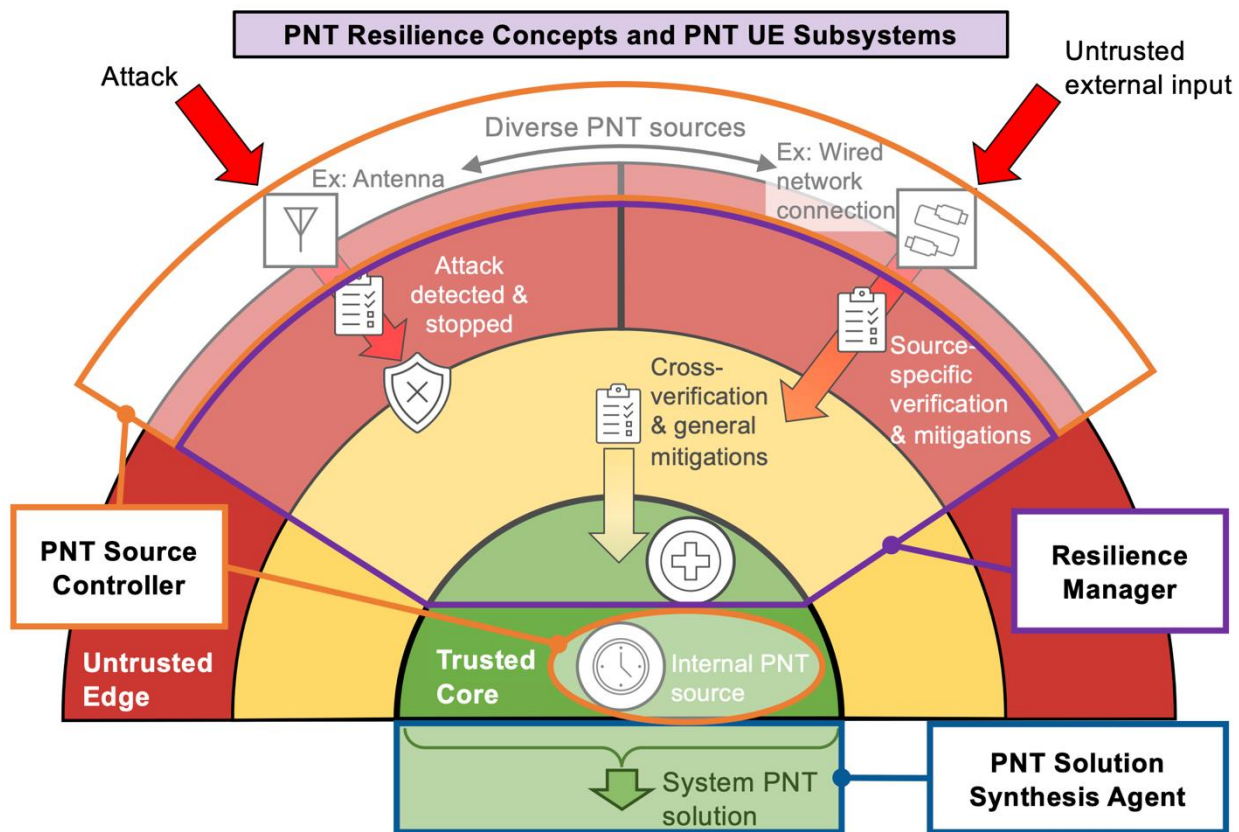 PNT Resilience Concepts and PNT UE Subsystems
Attack
Untrusted
external input
Diverse PNT sources
Ex: Antenna
Ex: Wired
network
connection
Attack
detected &
stopped
Cross-
verification
& general
mitigations
Source-
specific
verification
& mitigations
PNT Source
Controller
Resilience
Manager
Untrusted
Edge
Trusted
Core
Internal PNT
source
System PNT
solution
PNT Solution
Synthesis Agent